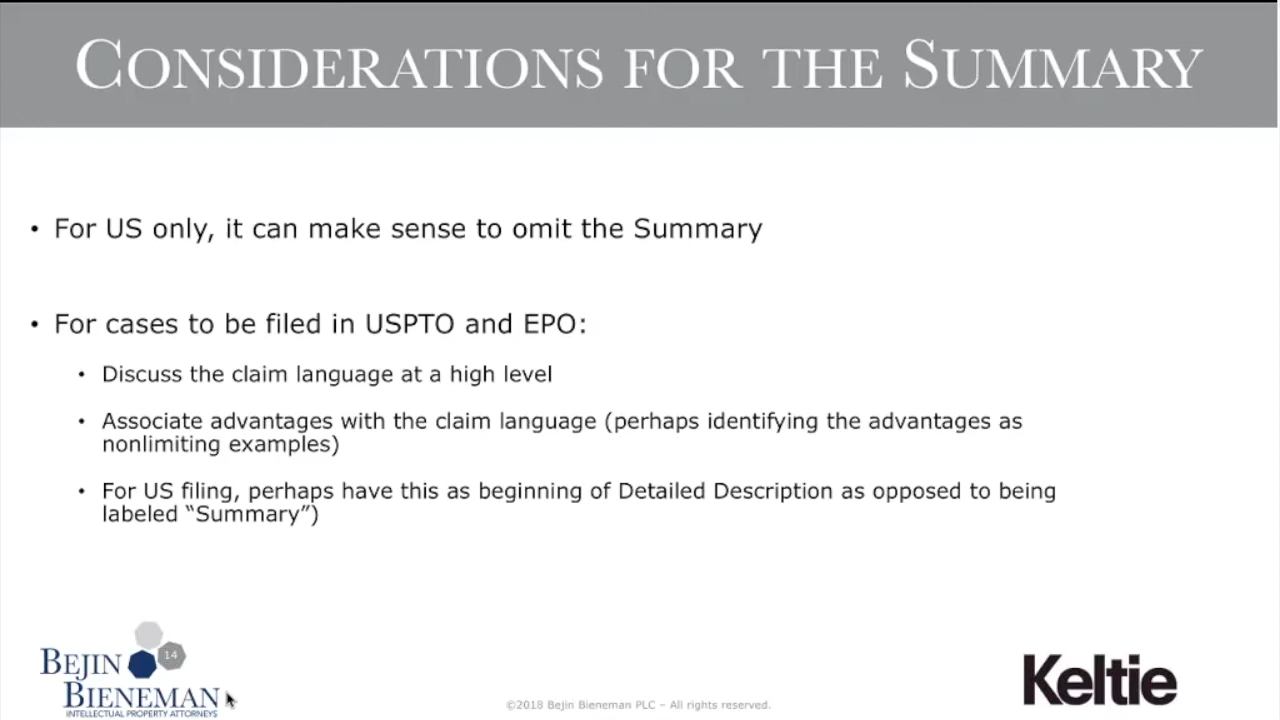 CONSIDERATIONS FOR THE SUMMARY
• For US only, it can make sense to omit the Summary
• For cases to be filed in USPTO and EPO:
• Discuss the claim language at a high level
• Associate advantages with the claim language (perhaps identifying the advantages as
nonlimiting examples)
• For US filing, perhaps have this as beginning of Detailed Description as opposed to being
labeled “Summary”)
14
BEJIN
BIENEMAN
INTELLECTUAL PROPERTY ATTORNEYS
©2018 Bejin Bieneman PLC – All rights reserved.
Keltie